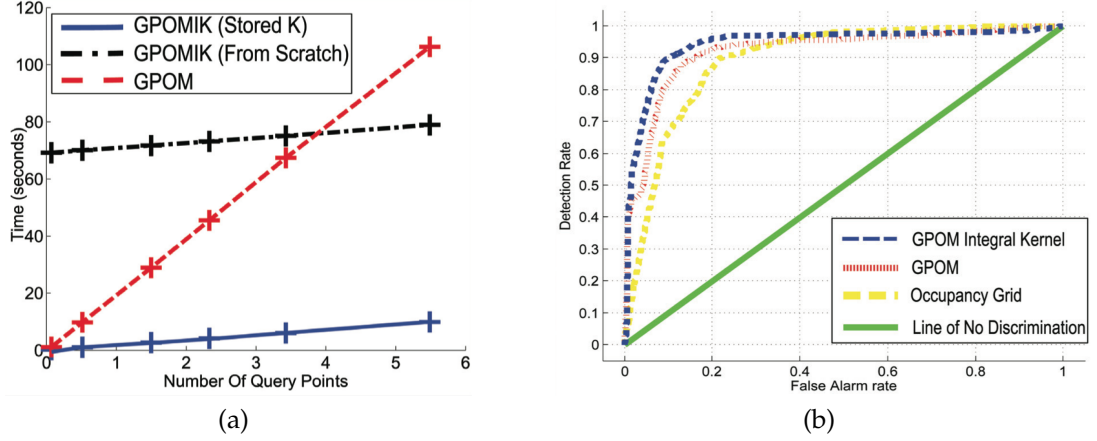 120
100
80
60
40
20
0
Time (seconds)
GPOMIK (Stored K)
GPOMIK (From Scratch)
GPOM
0 1 2 3 4 5 6
Number Of Query Points
(a)
1
0.9
0.8
0.7
0.6
0.5
0.4
0.3
0.2
0.1
0
Detection Rate
GPOM Integral Kernel
GPOM
Occupancy Grid
Line of No Discrimination
0 0.2 0.4 0.6 0.8 1
False Alarm rate
(b)